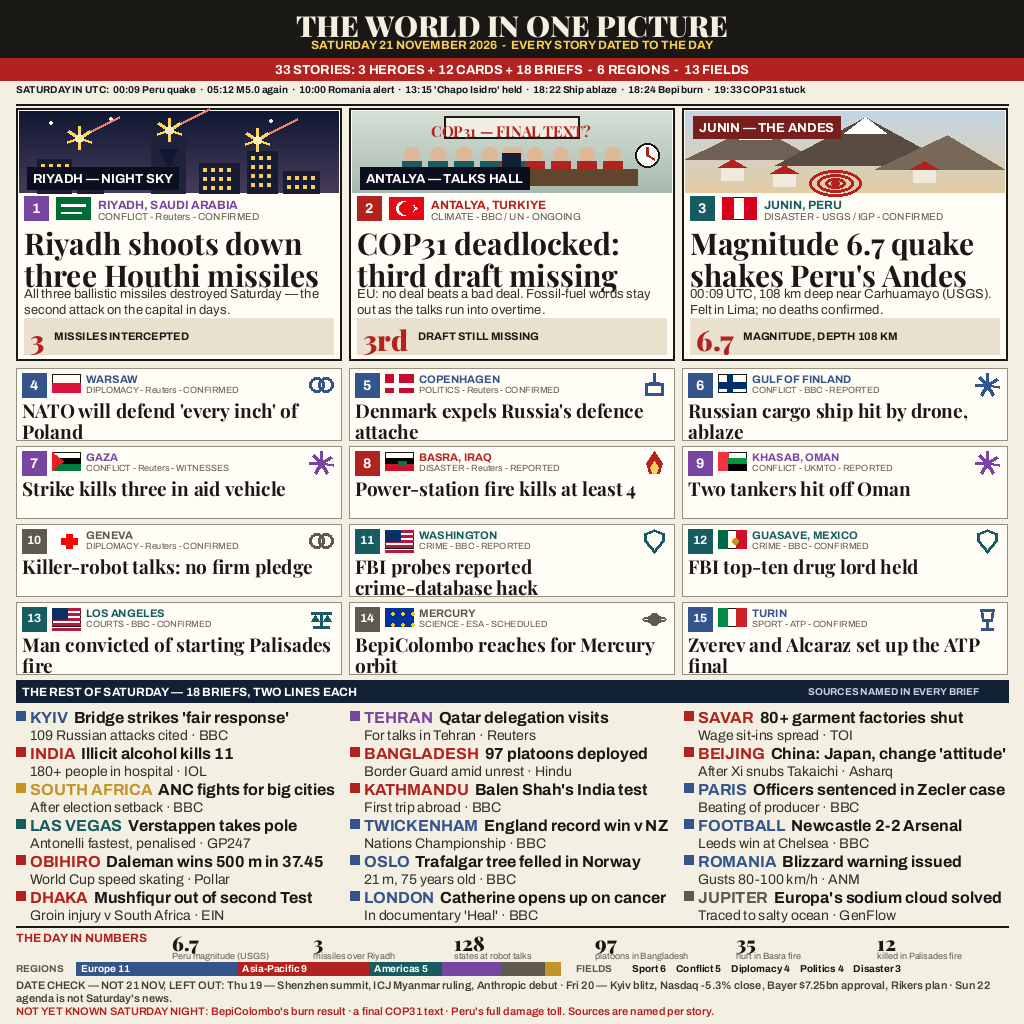 THE WORLD IN ONE PICTURE
SATURDAY 21 NOVEMBER 2026 - EVERY STORY DATED TO THE DAY
33 STORIES: 3 HEROES + 12 CARDS + 18 BRIEFS - 6 REGIONS - 13 FIELDS
SATURDAY IN UTC: 00:09 Peru quake · 05:12 M5.0 again · 10:00 Romania alert · 13:15 'Chapo Isidro' held · 18:22 Ship ablaze · 18:24 Bepi burn · 19:33 COP31 stuck
RIYADH — NIGHT SKY
1
RIYADH, SAUDI ARABIA
CONFLICT - Reuters - CONFIRMED
Riyadh shoots down
three Houthi missiles
All three ballistic missiles destroyed Saturday — the
second attack on the capital in days.
3 MISSILES INTERCEPTED
COP31 — FINAL TEXT?
ANTALYA — TALKS HALL
2
ANTALYA, TURKIYE
CLIMATE - BBC / UN - ONGOING
COP31 deadlocked:
third draft missing
EU: no deal beats a bad deal. Fossil-fuel words stay
out as the talks run into overtime.
3rd DRAFT STILL MISSING
JUNIN — THE ANDES
3
JUNIN, PERU
DISASTER - USGS / IGP - CONFIRMED
Magnitude 6.7 quake
shakes Peru's Andes
00:09 UTC, 108 km deep near Carhuamayo (USGS).
Felt in Lima; no deaths confirmed.
6.7 MAGNITUDE, DEPTH 108 KM
4
WARSAW
DIPLOMACY - Reuters - CONFIRMED
NATO will defend 'every inch' of
Poland
5
COPENHAGEN
POLITICS - Reuters - CONFIRMED
Denmark expels Russia's defence
attache
6
GULF OF FINLAND
CONFLICT - BBC - REPORTED
Russian cargo ship hit by drone,
ablaze
7
GAZA
CONFLICT - Reuters - WITNESSES
Strike kills three in aid vehicle
8
BASRA, IRAQ
DISASTER - Reuters - REPORTED
Power-station fire kills at least 4
9
KHASAB, OMAN
CONFLICT - UKMTO - REPORTED
Two tankers hit off Oman
10
GENEVA
DIPLOMACY - Reuters - CONFIRMED
Killer-robot talks: no firm pledge
11
WASHINGTON
CRIME - BBC - REPORTED
FBI probes reported
crime-database hack
12
GUASAVE, MEXICO
CRIME - BBC - CONFIRMED
FBI top-ten drug lord held
13
LOS ANGELES
COURTS - BBC - CONFIRMED
Man convicted of starting Palisades
fire
14
MERCURY
SCIENCE - ESA - SCHEDULED
BepiColombo reaches for Mercury
orbit
15
TURIN
SPORT - ATP - CONFIRMED
Zverev and Alcaraz set up the ATP
final
THE REST OF SATURDAY — 18 BRIEFS, TWO LINES EACH
SOURCES NAMED IN EVERY BRIEF
KYIV Bridge strikes 'fair response'
109 Russian attacks cited · BBC
TEHRAN Qatar delegation visits
For talks in Tehran · Reuters
SAVAR 80+ garment factories shut
Wage sit-ins spread · TOI
INDIA Illicit alcohol kills 11
180+ people in hospital · IOL
BANGLADESH 97 platoons deployed
Border Guard amid unrest · Hindu
BEIJING China: Japan, change 'attitude'
After Xi snubs Takaichi · Asharq
SOUTH AFRICA ANC fights for big cities
After election setback · BBC
KATHMANDU Balen Shah's India test
First trip abroad · BBC
PARIS Officers sentenced in Zecler case
Beating of producer · BBC
LAS VEGAS Verstappen takes pole
Antonelli fastest, penalised · GP247
TWICKENHAM England record win v NZ
Nations Championship · BBC
FOOTBALL Newcastle 2-2 Arsenal
Leeds win at Chelsea · BBC
OBIHIRO Daleman wins 500 m in 37.45
World Cup speed skating · Pollar
OSLO Trafalgar tree felled in Norway
21 m, 75 years old · BBC
ROMANIA Blizzard warning issued
Gusts 80-100 km/h · ANM
DHAKA Mushfiqur out of second Test
Groin injury v South Africa · EIN
LONDON Catherine opens up on cancer
In documentary 'Heal' · BBC
JUPITER Europa's sodium cloud solved
Traced to salty ocean · GenFlow
THE DAY IN NUMBERS
6.7 Peru magnitude (USGS)
3 missiles over Riyadh
128 states at robot talks
97 platoons in Bangladesh
35 hurt in Basra fire
12 killed in Palisades fire
REGIONS Europe 11 Asia-Pacific 9 Americas 5 FIELDS Sport 6 Conflict 5 Diplomacy 4 Politics 4 Disaster 3
DATE CHECK — NOT 21 NOV, LEFT OUT: Thu 19 — Shenzhen summit, ICJ Myanmar ruling, Anthropic debut · Fri 20 — Kyiv blitz, Nasdaq -5.3% close, Bayer $7.25bn approval, Rikers plan · Sun 22
agenda is not Saturday's news.
NOT YET KNOWN SATURDAY NIGHT: BepiColombo's burn result · a final COP31 text · Peru's full damage toll. Sources are named per story.